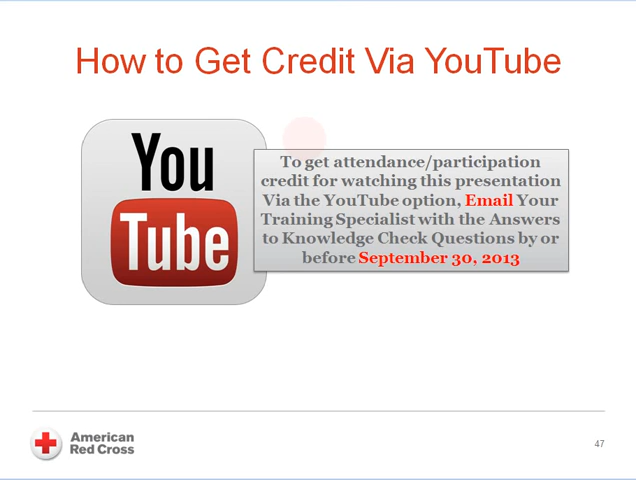 How to Get Credit Via YouTube
You
Tube
To get attendance/participation
credit for watching this presentation
Via the YouTube option, Email Your
Training Specialist with the Answers
to Knowledge Check Questions by or
before September 30, 2013
American
Red Cross
47